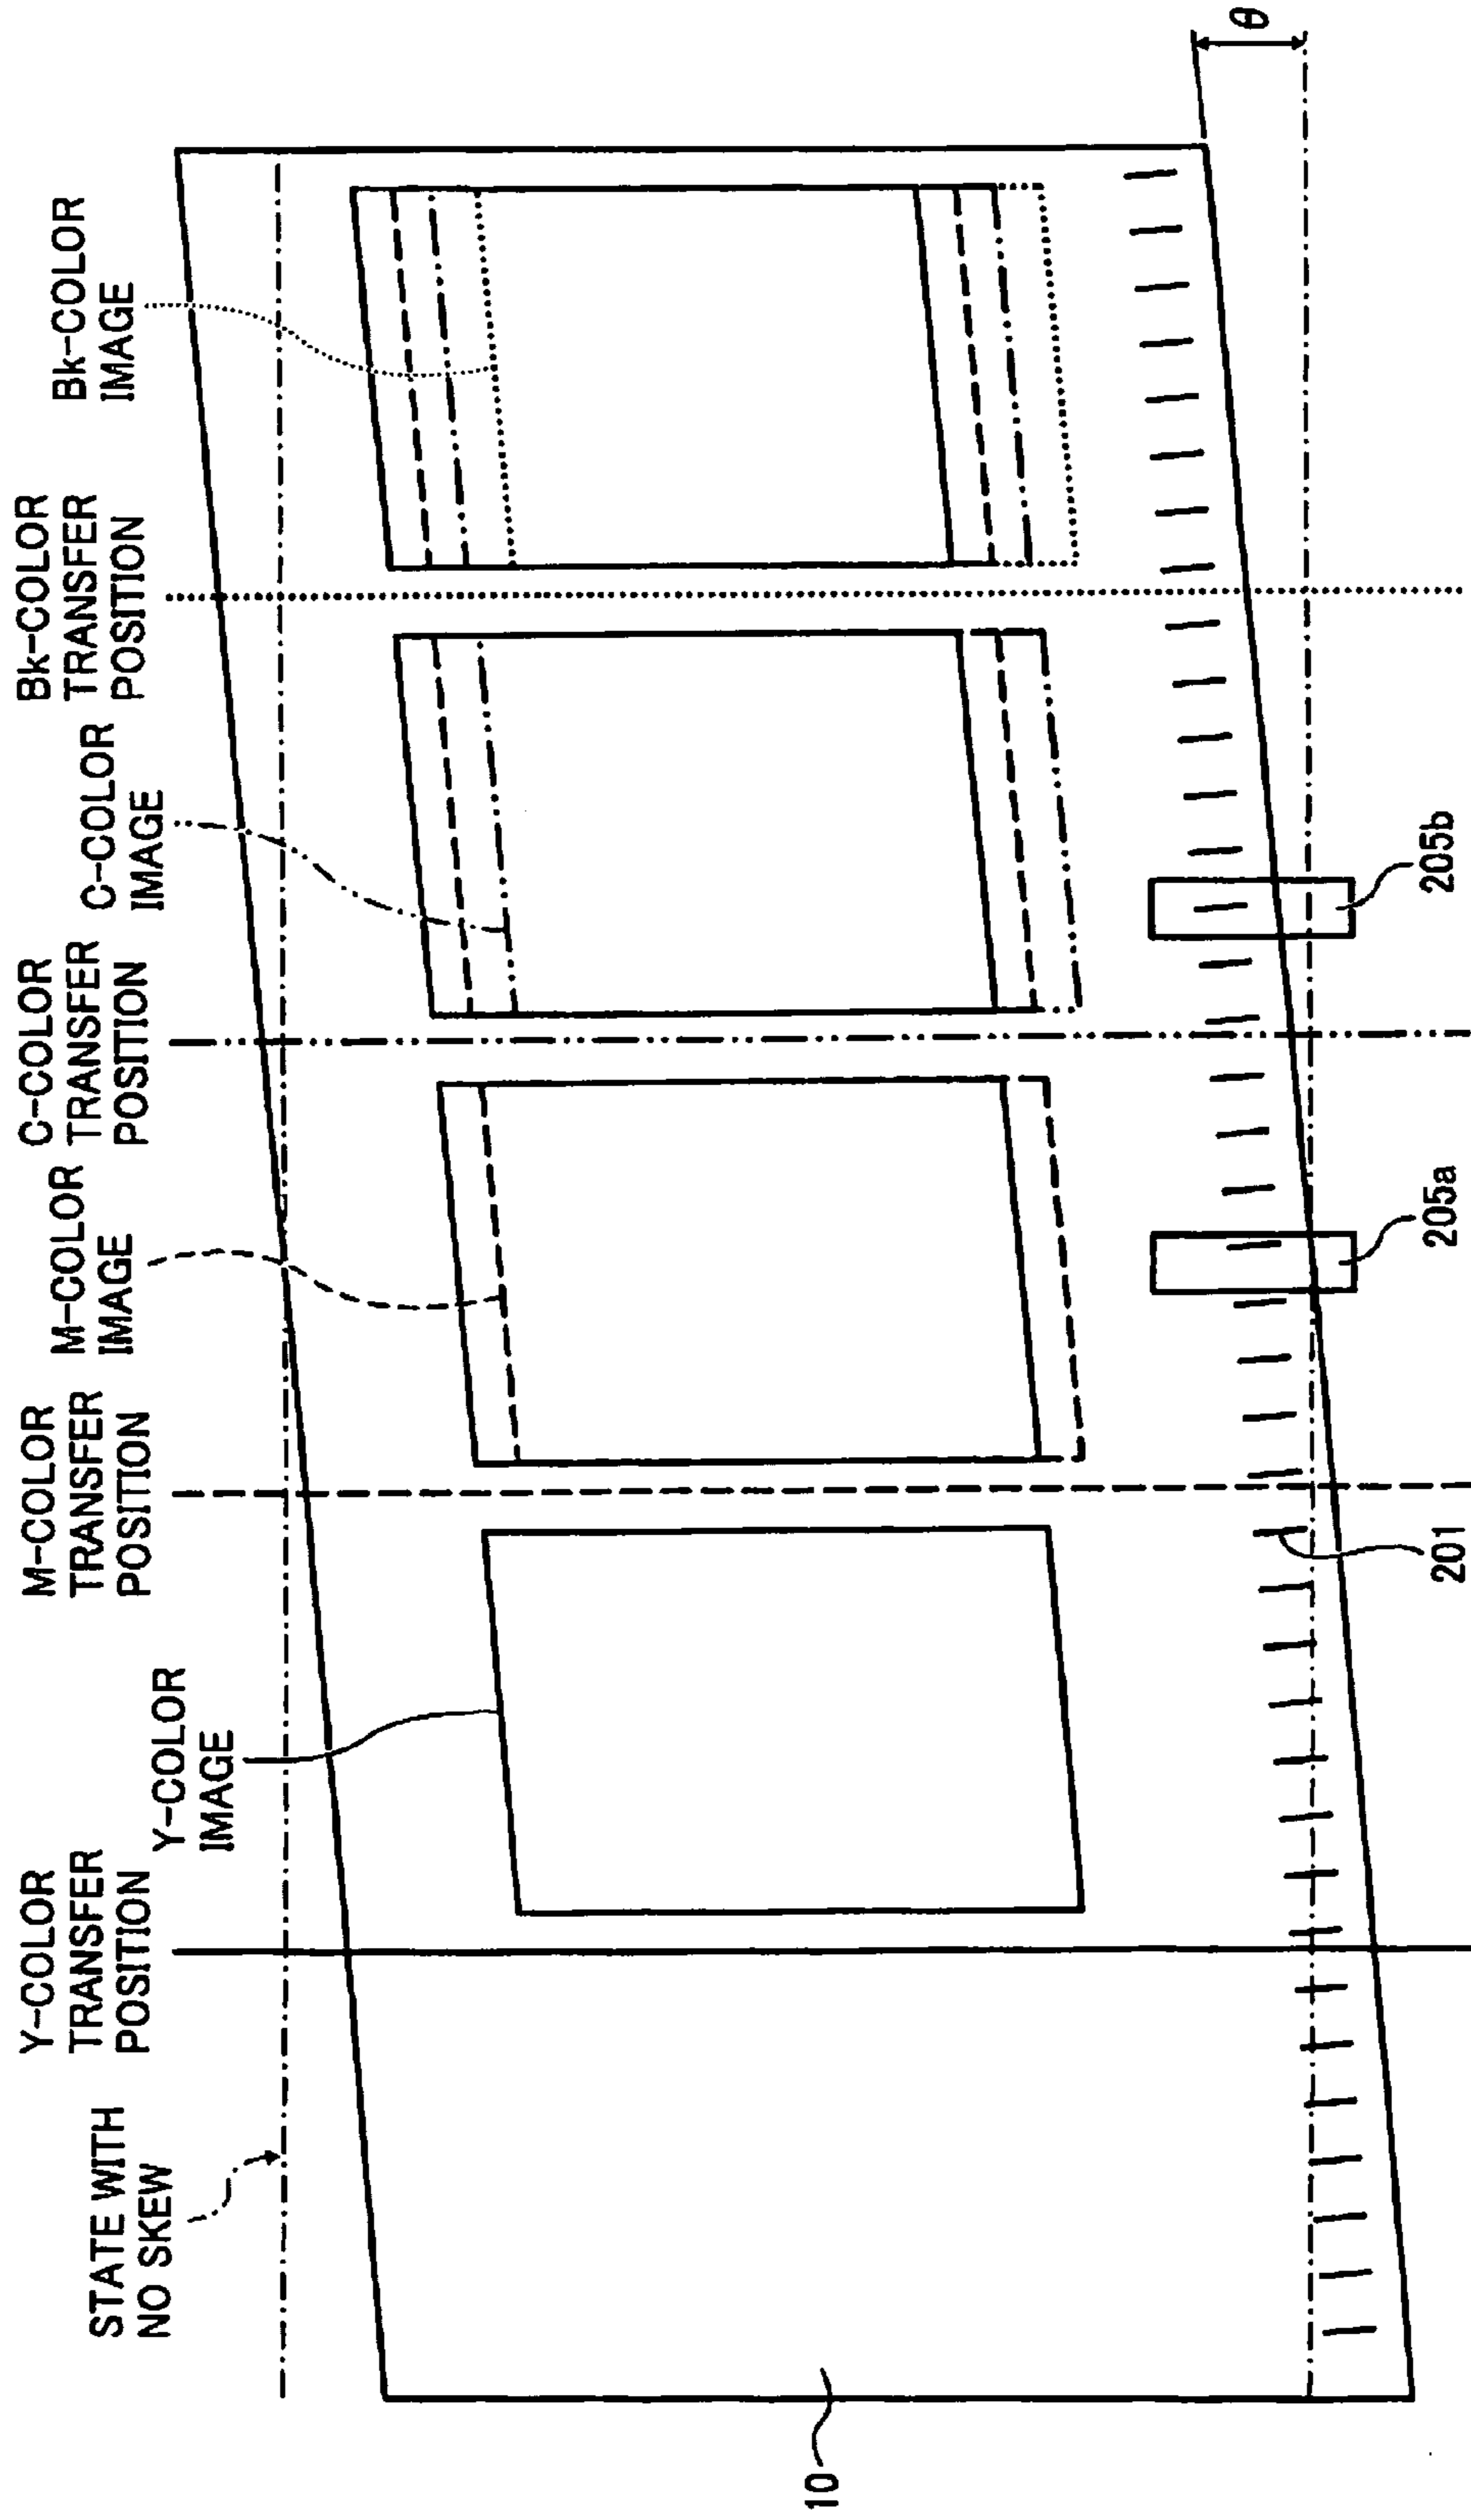 STATE WITH
NO SKEW
Y-COLOR
TRANSFER
POSITION
Y-COLOR
IMAGE
M-COLOR
TRANSFER
POSITION
M-COLOR
IMAGE
C-COLOR
TRANSFER
POSITION
C-COLOR
IMAGE
Bk-COLOR
TRANSFER
POSITION
Bk-COLOR
IMAGE
θ
10
201
205a
205b